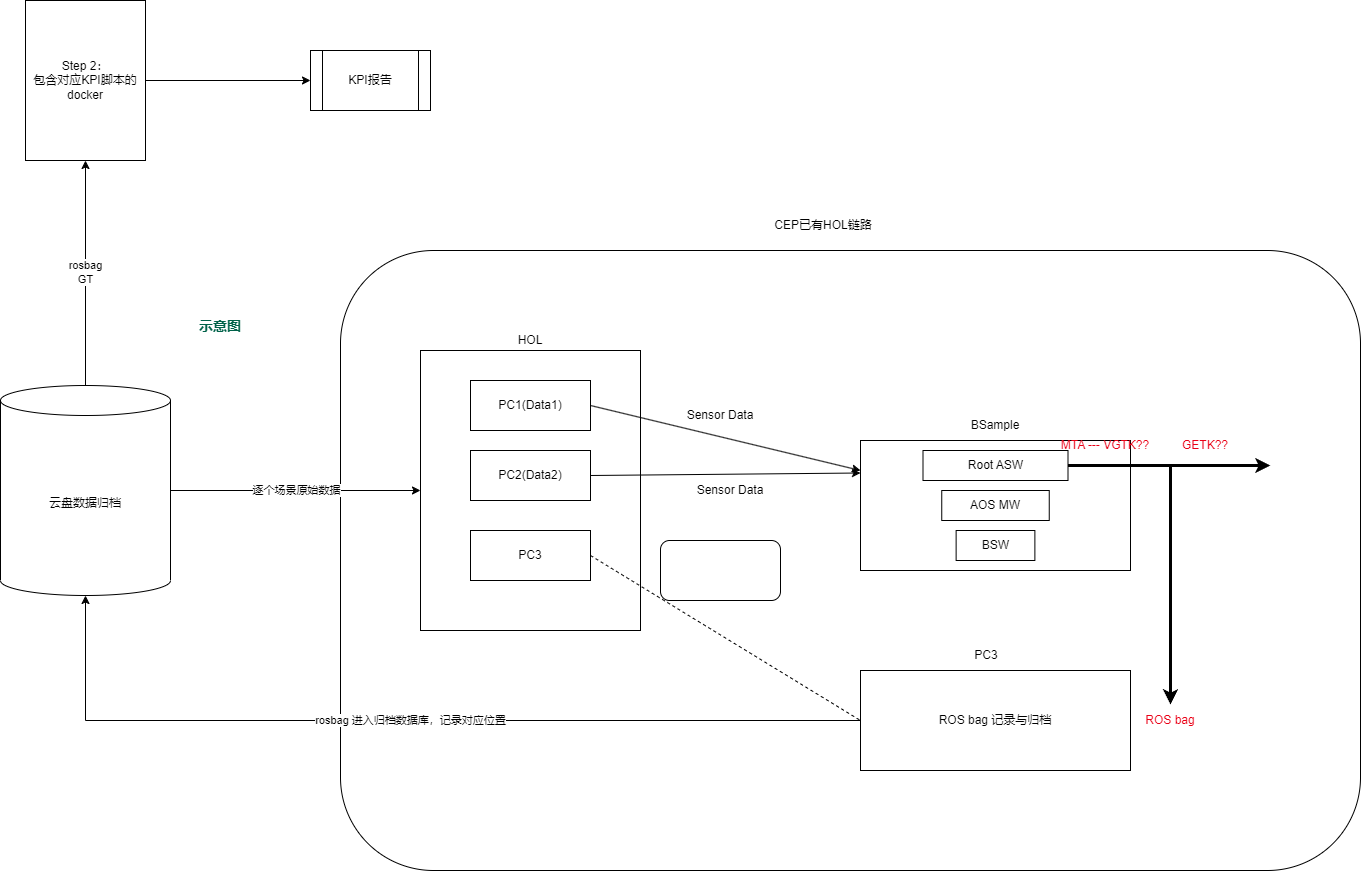 Step 2：
包含对应KPI脚本的
docker
KPI报告
rosbag
GT
示意图
CEP已有HOL链路
HOL
PC1(Data1)
Sensor Data
PC2(Data2)
Sensor Data
PC3
BSample
MTA --- VGTK??
GETK??
Root ASW
AOS MW
BSW
云盘数据归档
逐个场景原始数据
PC3
ROS bag 记录与归档
ROS bag
rosbag 进入归档数据库，记录对应位置